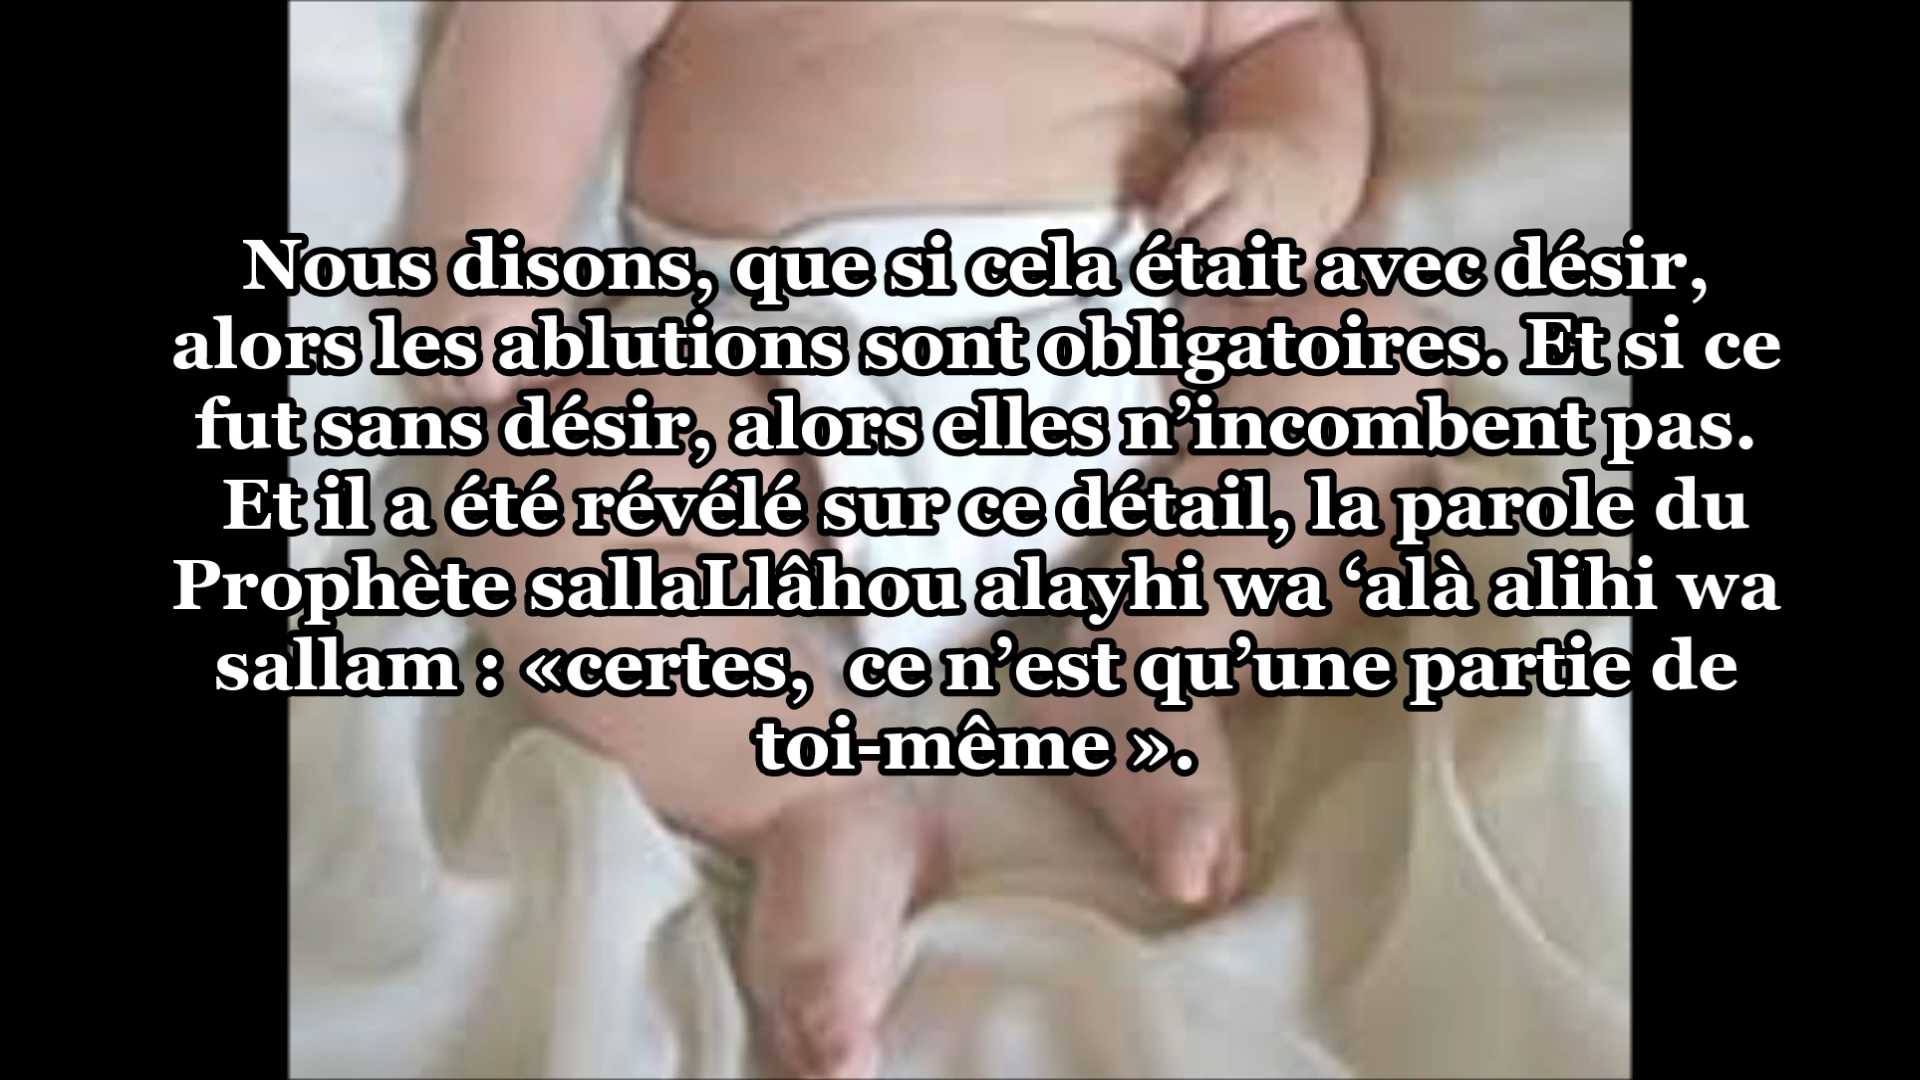 Nous disons, que si cela était avec désir,
alors les ablutions sont obligatoires. Et si ce
fut sans désir, alors elles n’incombent pas.
Et il a été révélé sur ce détail, la parole du
Prophète sallaLlâhou alayhi wa ‘alà alihi wa
sallam : «certes,  ce n’est qu’une partie de
toi-même ».